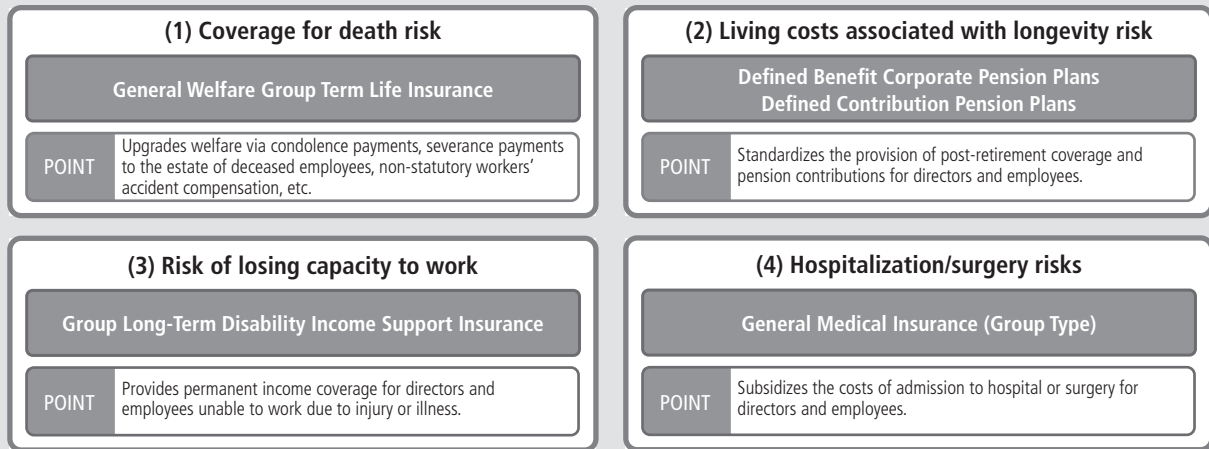 (1) Coverage for death risk
General Welfare Group Term Life Insurance
POINT
Upgrades welfare via condolence payments, severance payments
to the estate of deceased employees, non-statutory workers'
accident compensation, etc.
(2) Living costs associated with longevity risk
Defined Benefit Corporate Pension Plans
Defined Contribution Pension Plans
POINT
Standardizes the provision of post-retirement coverage and
pension contributions for directors and employees.
(3) Risk of losing capacity to work
Group Long-Term Disability Income Support Insurance
POINT
Provides permanent income coverage for directors and
employees unable to work due to injury or illness.
(4) Hospitalization/surgery risks
General Medical Insurance (Group Type)
POINT
Subsidizes the costs of admission to hospital or surgery for
directors and employees.